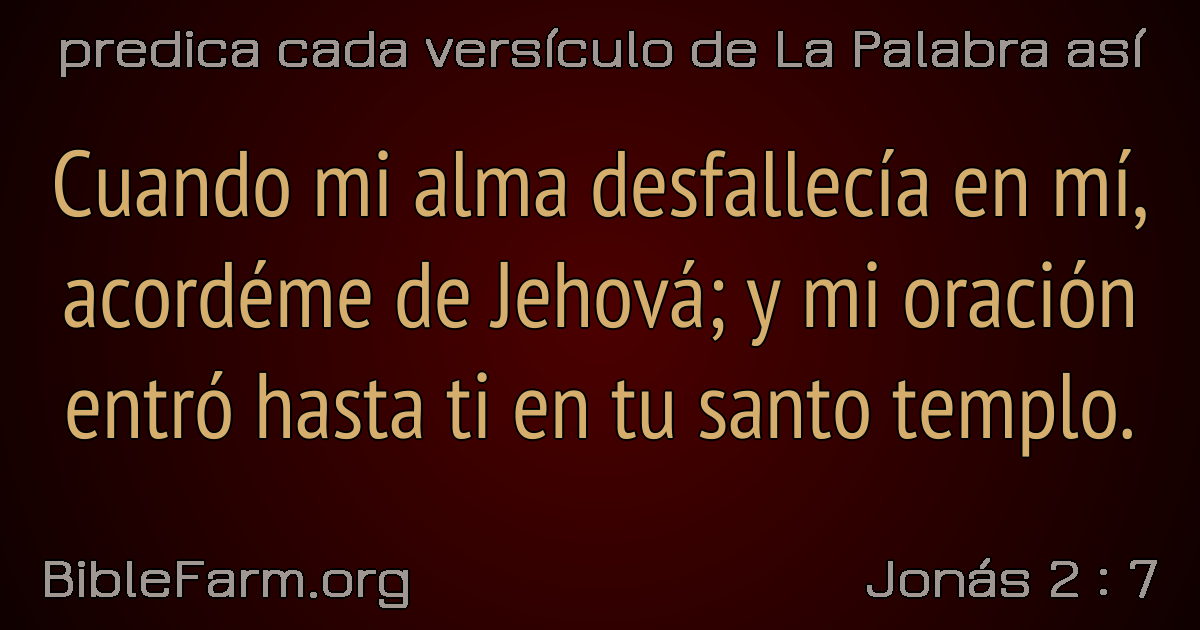 predica cada versículo de La Palabra así
Cuando mi alma desfallecía en mí,
acordéme de Jehová; y mi oración
entró hasta ti en tu santo templo.
BibleFarm.org
Jonás 2 : 7